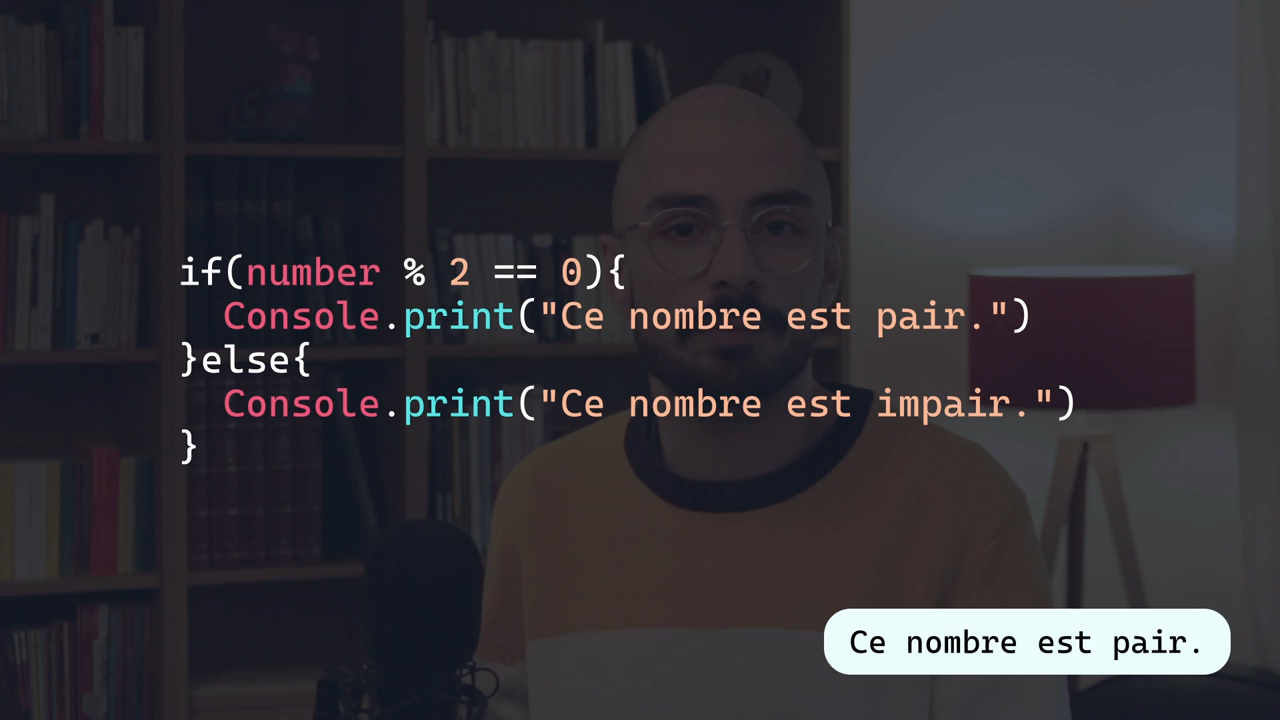 if(number % 2 == 0){
  Console.print("Ce nombre est pair.")
}else{
  Console.print("Ce nombre est impair.")
}
Ce nombre est pair.